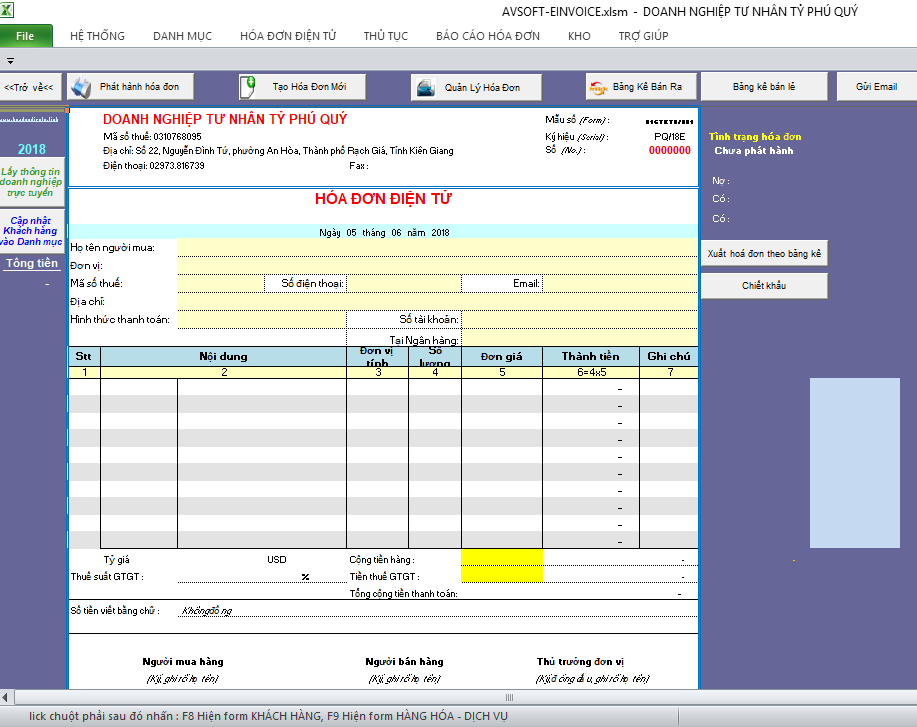 AVSOFT-EINVOICE.xlsm - DOANH NGHIỆP TƯ NHÂN TỶ PHÚ QUÝ
File HỆ THỐNG DANH MỤC HÓA ĐƠN ĐIỆN TỬ THỦ TỤC BÁO CÁO HÓA ĐƠN KHO TRỢ GIÚP
<<Trở về<< Phát hành hóa đơn Tạo Hóa Đơn Mới Quản Lý Hóa Đơn Bảng Kê Bán Ra Bảng kê bán lẻ Gửi Email
2018
Lấy thông tin
doanh nghiệp
trực tuyến
Cập nhật
Khách hàng
vào Danh mục
Tổng tiền
-
DOANH NGHIỆP TƯ NHÂN TỶ PHÚ QUÝ
Mã số thuế: 0310768095
Địa chỉ: Số 22, Nguyễn Đình Tứ, phường An Hòa, Thành phố Rạch Giá, Tỉnh Kiên Giang
Điện thoại: 02973.816739 Fax :
Mẫu số (Form) :
Ký hiệu (Serial) : PQ/18E
Số (No.) : 0000000
Tình trạng hóa đơn
Chưa phát hành
Nợ :
Có :
Có :
Xuất hoá đơn theo bảng kê
Chiết khấu
HÓA ĐƠN ĐIỆN TỬ
Ngày 05 tháng 06 năm 2018
Họ tên người mua:
Đơn vị:
Mã số thuế: Số điện thoại: Email:
Địa chỉ:
Hình thức thanh toán: Số tài khoản:
Tại Ngân hàng:
Stt Nội dung Đơn vị tính Số lượng Đơn giá Thành tiền Ghi chú
1 2 3 4 5 6=4x5 7
-
-
-
-
-
-
-
-
-
-
Tỷ giá USD Cộng tiền hàng : -
Thuế suất GTGT : % Tiền thuế GTGT : -
Tổng cộng tiền thanh toán: -
Số tiền viết bằng chữ : Không đồng
Người mua hàng Người bán hàng Thủ trưởng đơn vị
(Ký, ghi rõ họ tên) (Ký, ghi rõ họ tên) (Ký, đóng dấu, ghi rõ họ tên)
lick chuột phải sau đó nhấn : F8 Hiện form KHÁCH HÀNG, F9 Hiện form HÀNG HÓA - DỊCH VỤ